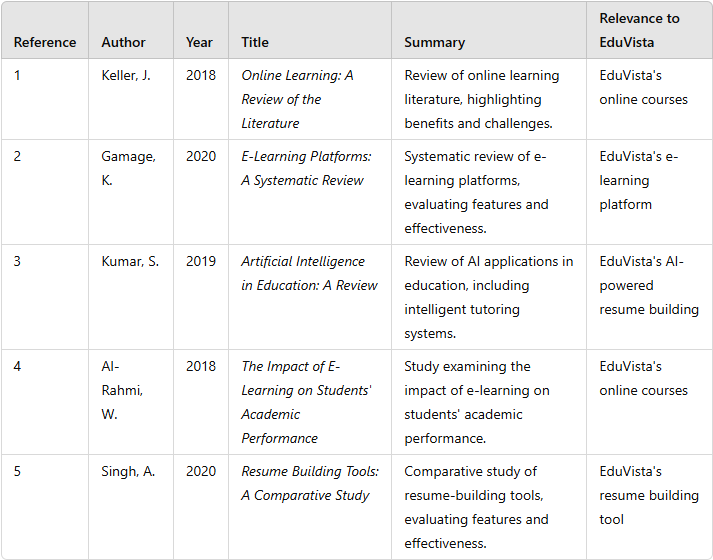 Reference Author Year Title Summary Relevance to EduVista
1 Keller, J. 2018 Online Learning: A Review of the Literature Review of online learning literature, highlighting benefits and challenges. EduVista's online courses
2 Gamage, K. 2020 E-Learning Platforms: A Systematic Review Systematic review of e-learning platforms, evaluating features and effectiveness. EduVista's e-learning platform
3 Kumar, S. 2019 Artificial Intelligence in Education: A Review Review of AI applications in education, including intelligent tutoring systems. EduVista's AI-powered resume building
4 Al-Rahmi, W. 2018 The Impact of E-Learning on Students' Academic Performance Study examining the impact of e-learning on students' academic performance. EduVista's online courses
5 Singh, A. 2020 Resume Building Tools: A Comparative Study Comparative study of resume-building tools, evaluating features and effectiveness. EduVista's resume building tool